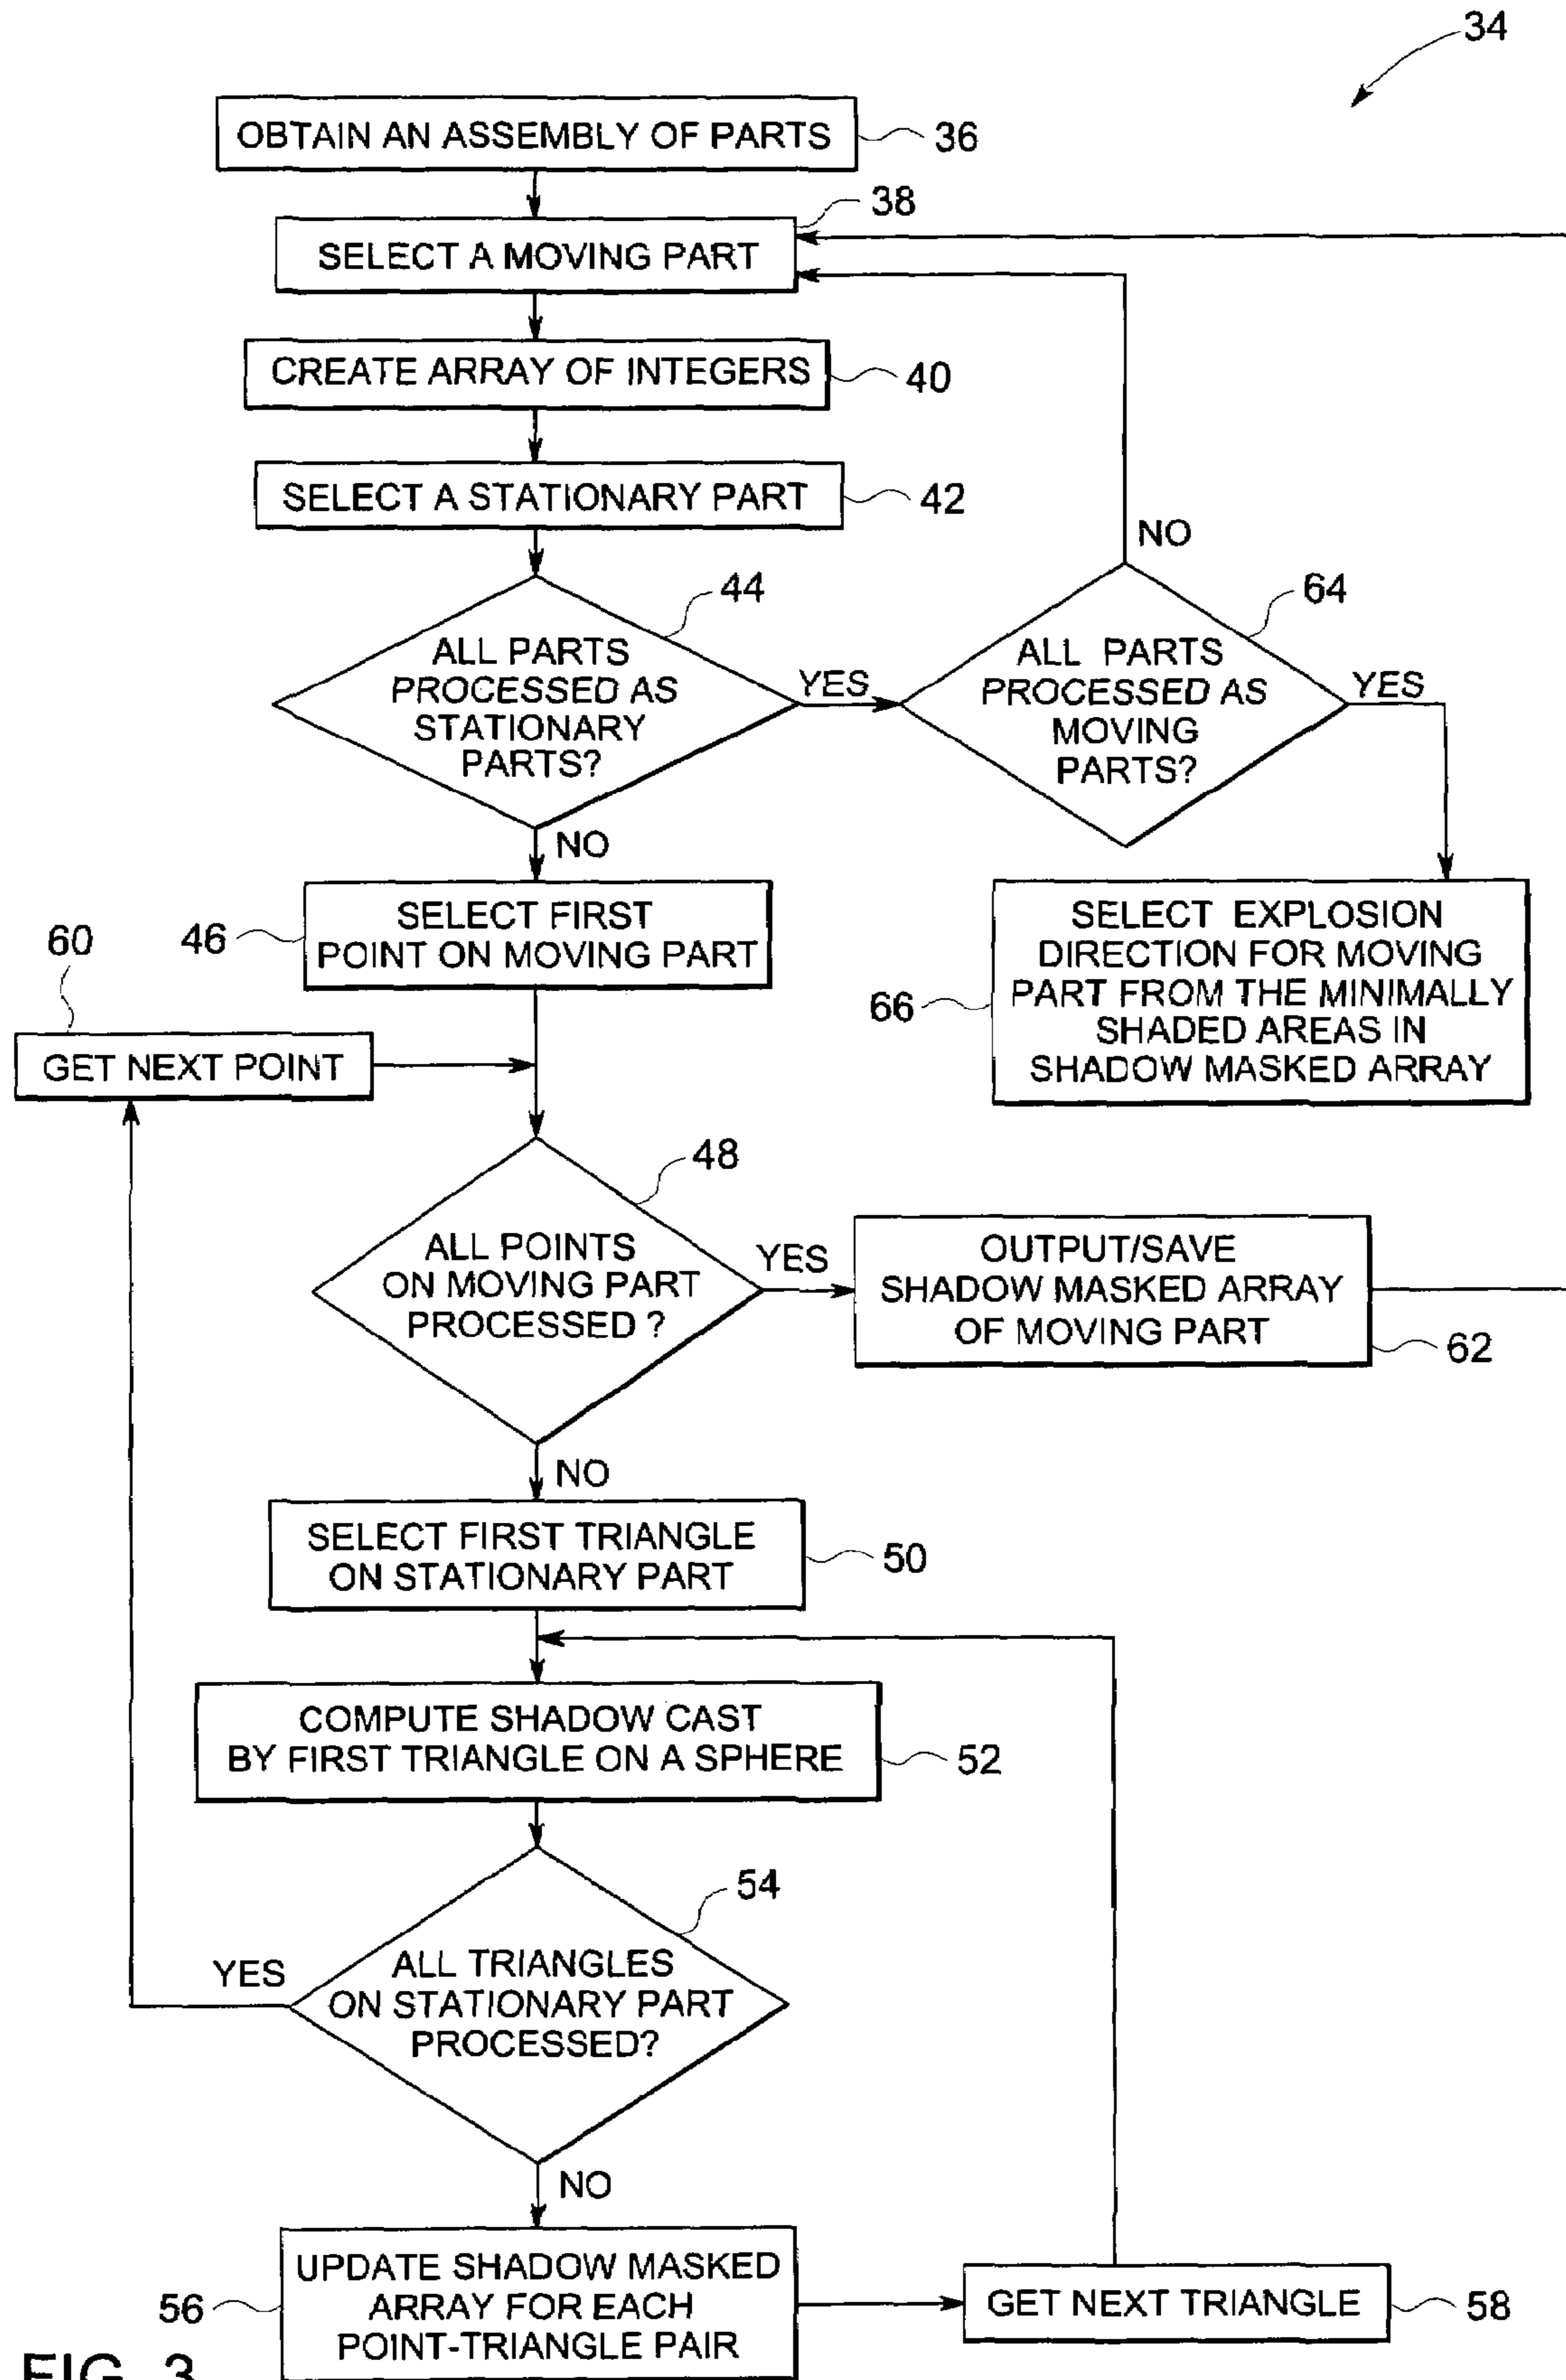 34
OBTAIN AN ASSEMBLY OF PARTS
36
38
SELECT A MOVING PART
CREATE ARRAY OF INTEGERS
40
SELECT A STATIONARY PART
42
NO
44
64
ALL PARTS
PROCESSED AS
STATIONARY
PARTS?
YES
ALL PARTS
PROCESSED AS
MOVING
PARTS?
YES
NO
46
SELECT FIRST
POINT ON MOVING PART
60
GET NEXT POINT
66
SELECT EXPLOSION
DIRECTION FOR MOVING
PART FROM THE MINIMALLY
SHADED AREAS IN
SHADOW MASKED ARRAY
48
ALL POINTS
ON MOVING PART
PROCESSED ?
YES
OUTPUT/SAVE
SHADOW MASKED ARRAY
OF MOVING PART
62
NO
SELECT FIRST TRIANGLE
ON STATIONARY PART
50
COMPUTE SHADOW CAST
BY FIRST TRIANGLE ON A SPHERE
52
54
YES
ALL TRIANGLES
ON STATIONARY PART
PROCESSED?
NO
56
UPDATE SHADOW MASKED
ARRAY FOR EACH
POINT-TRIANGLE PAIR
GET NEXT TRIANGLE
58
FIG. 3